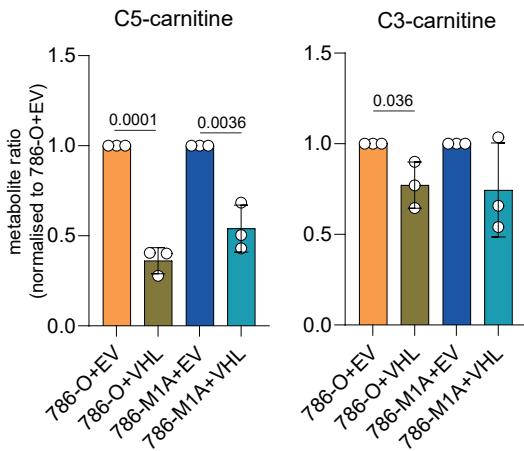 C5-carnitine
C3-carnitine
metabolite ratio
(normalised to 786-O+EV)
1.5
1.0
0.5
0.0
0.0001
0.0036
786-O+EV
786-O+VHL
786-M1A+EV
786-M1A+VHL
1.5
1.0
0.5
0.0
0.036
786-O+EV
786-O+VHL
786-M1A+EV
786-M1A+VHL